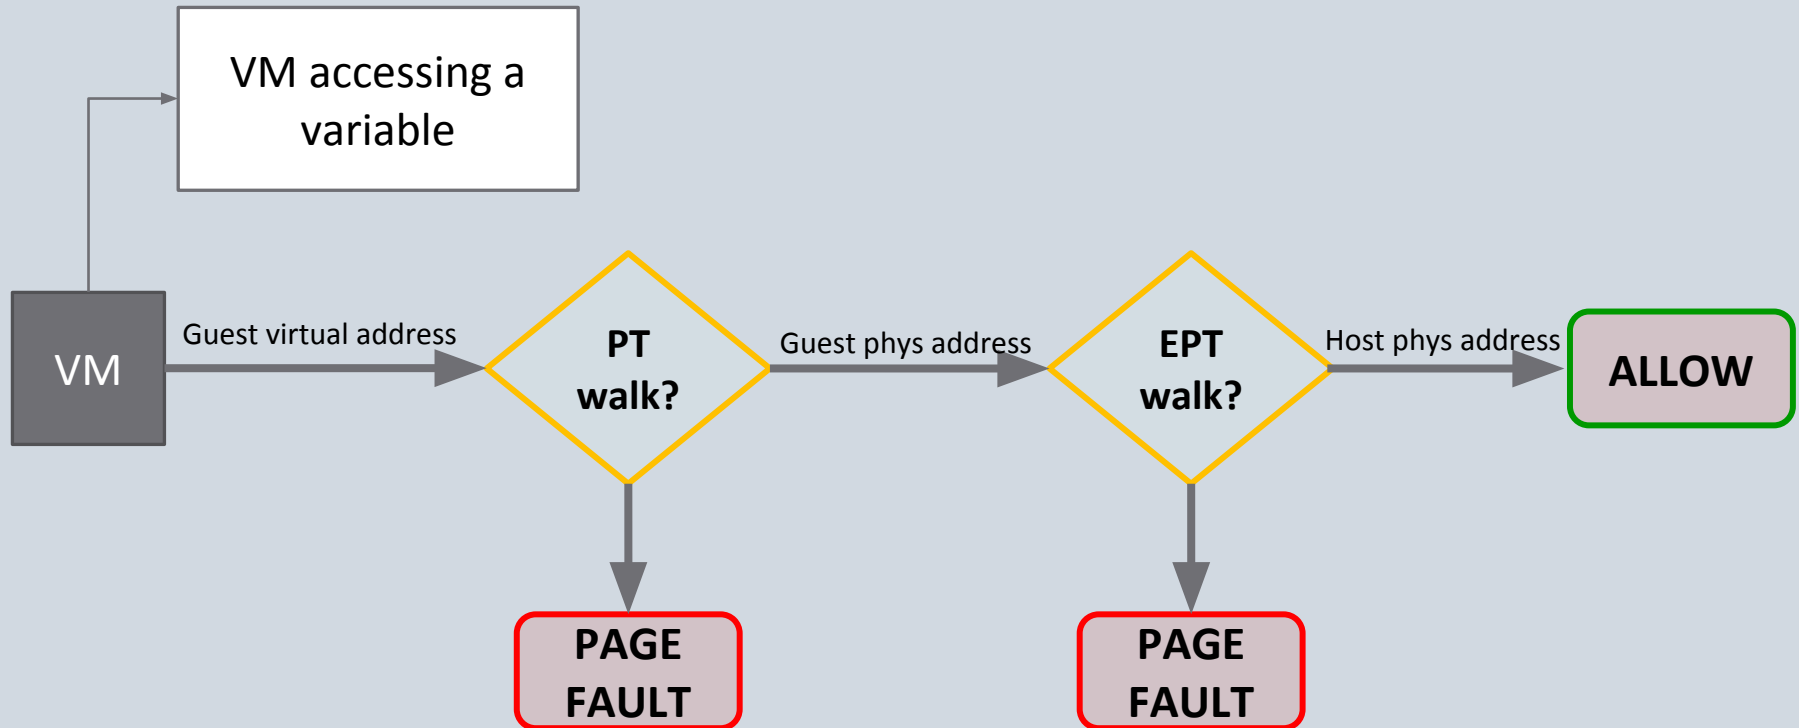 VM accessing a
variable
VM
Guest virtual address
PT
walk?
Guest phys address
EPT
walk?
Host phys address
ALLOW
PAGE
FAULT
PAGE
FAULT